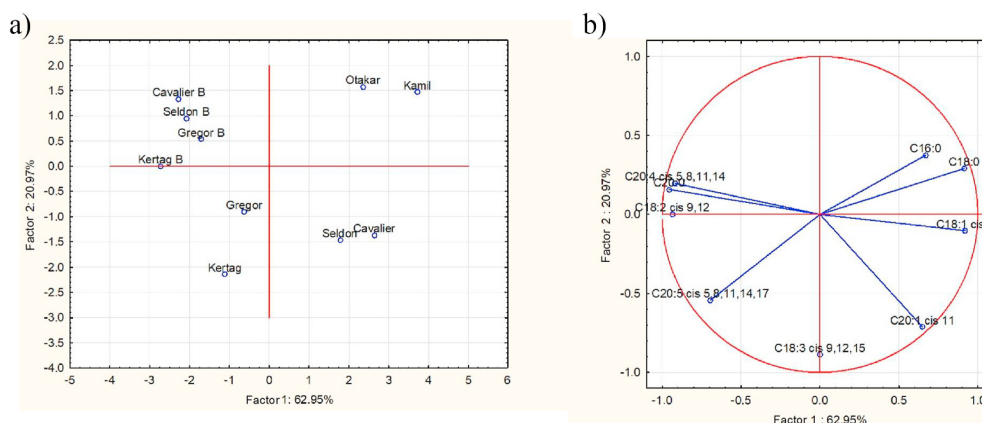 a)
2.5
2.0
1.5
1.0
0.5
0.0
-0.5
-1.0
-1.5
-2.0
-2.5
-3.0
-3.5
-4.0
Factor 2: 20.97%
Cavalier B
Seldon B
Gregor B
Kertag B
Otakar
Kamil
Gregor
Seldon
Cavalier
Kertag
-5 -4 -3 -2 -1 0 1 2 3 4 5 6
Factor 1: 62.95%
b)
1.0
0.5
0.0
-0.5
-1.0
Factor 2 : 20.97%
C16:0
C18:0
C20:4 cis 5,8,11,14
C20:0
C18:2 cis 9,12
C18:1 cis
C20:5 cis 5,8,11,14,17
C20:1 cis 11
C18:3 cis 9,12,15
-1.0 -0.5 0.0 0.5 1.0
Factor 1 : 62.95%